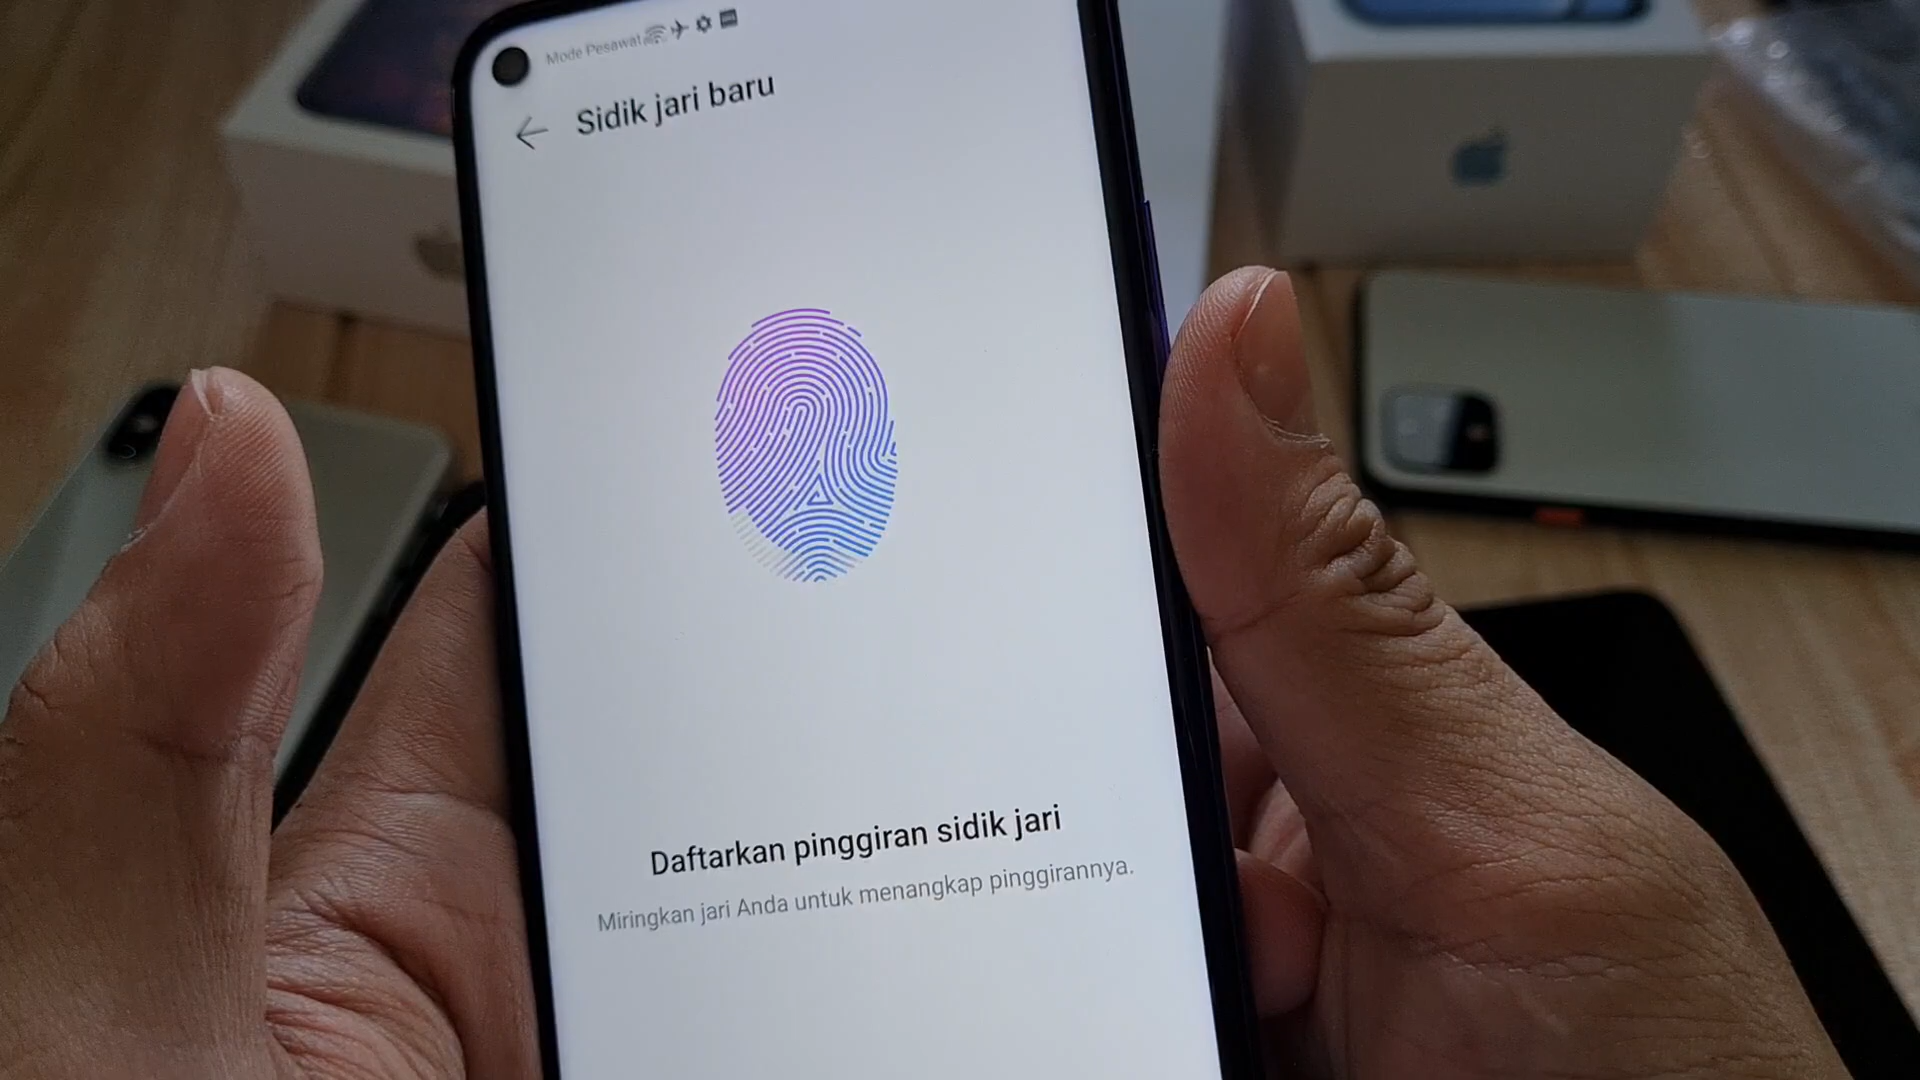 Mode Pesawat
Sidik jari baru
Daftarkan pinggiran sidik jari
Miringkan jari Anda untuk menangkap pinggirannya.